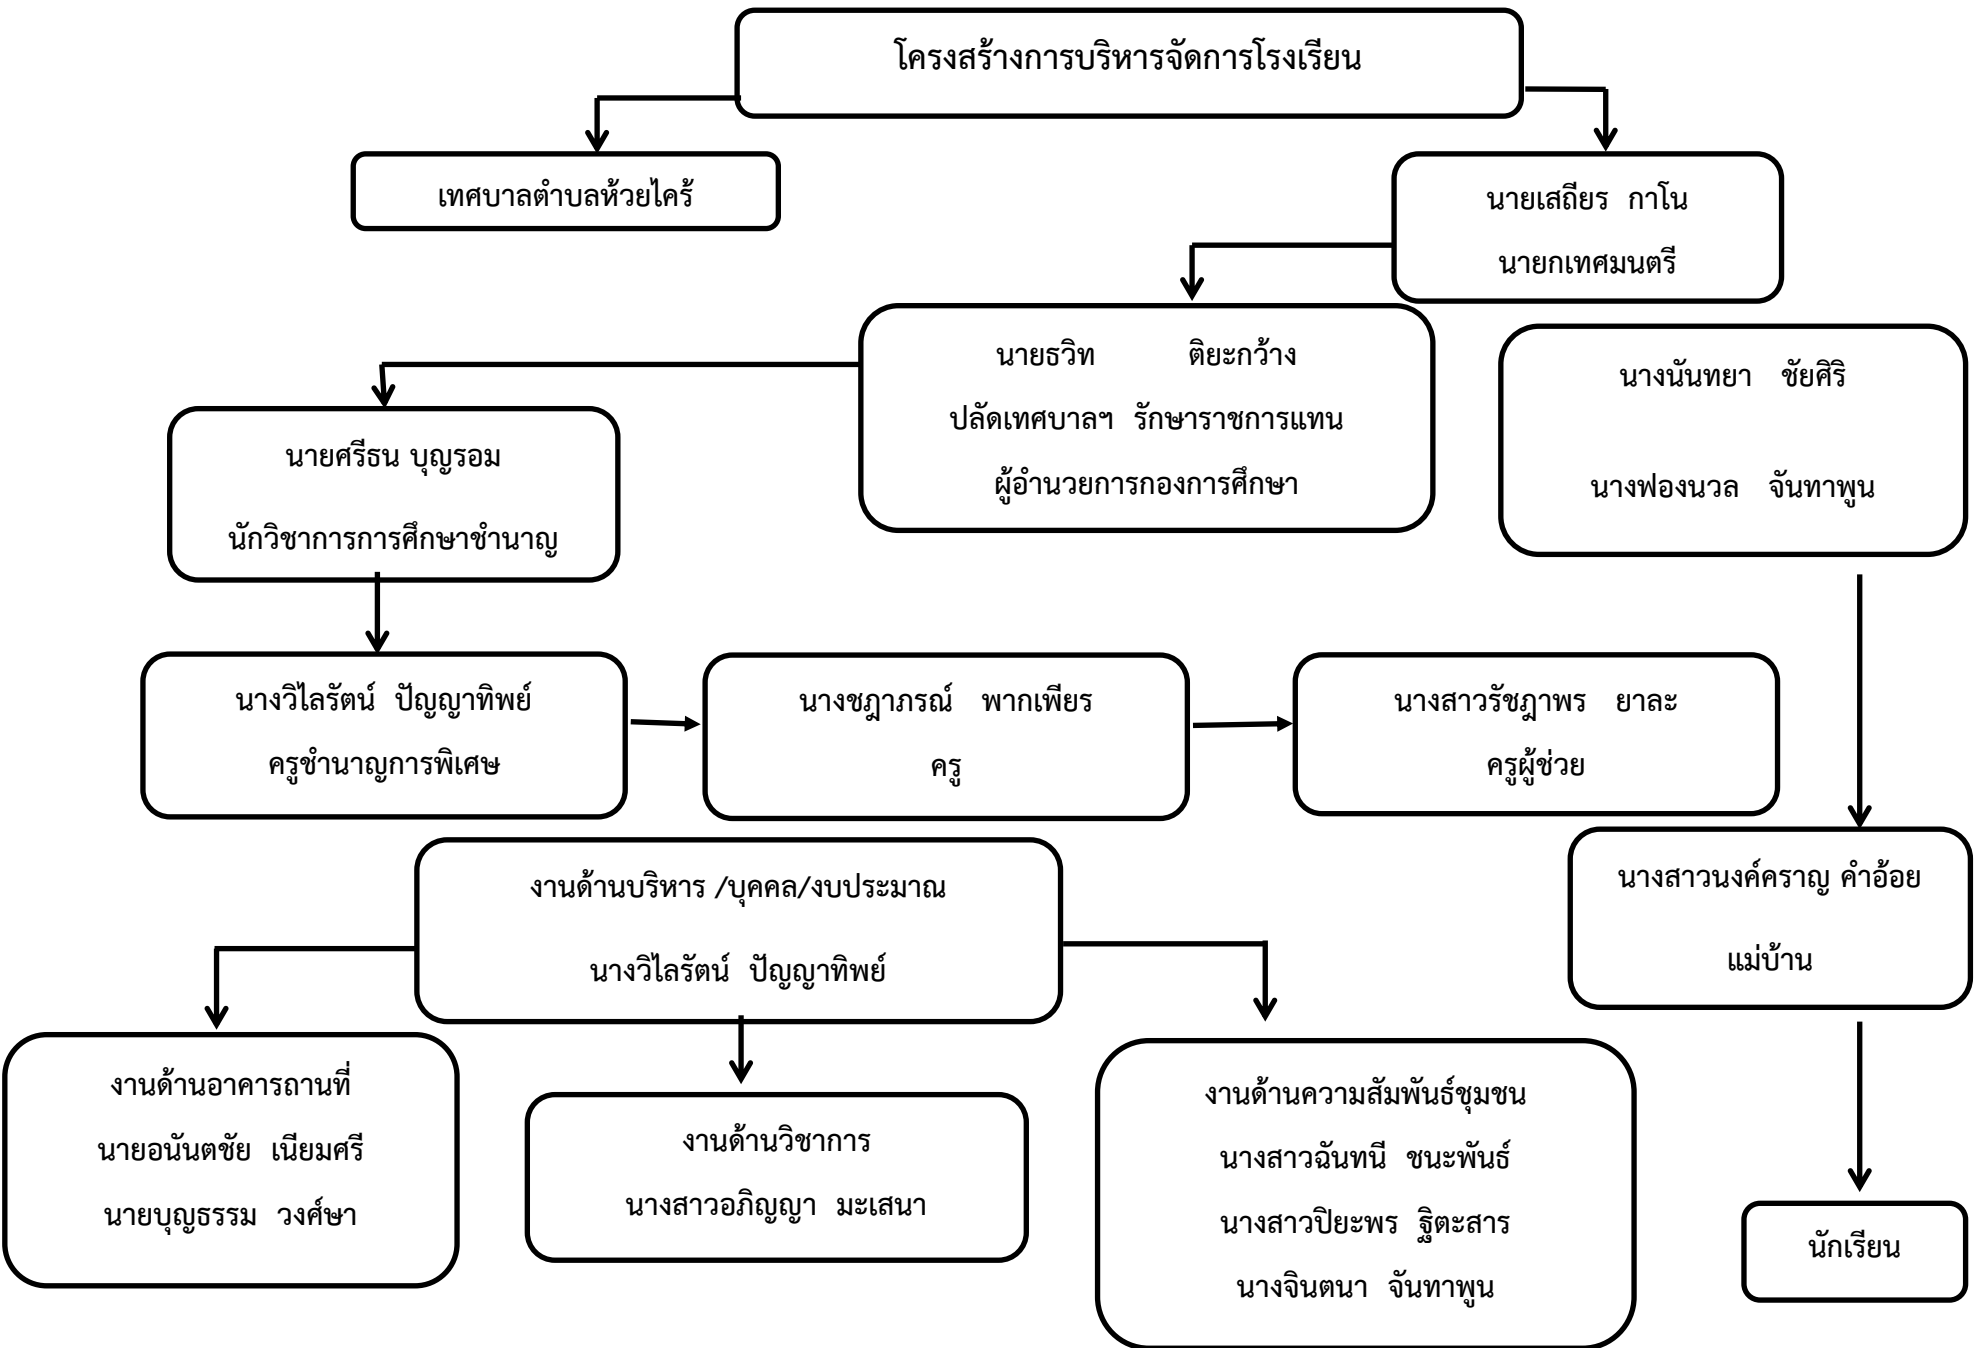 โครงสร้างการบริหารจัดการโรงเรียน
เทศบาลตำบลห้วยไคร้
นายเสถียร กาโน
นายกเทศมนตรี
นายธวิท ติยะกว้าง
ปลัดเทศบาลฯ รักษาราชการแทน
ผู้อำนวยการกองการศึกษา
นางนันทยา ชัยศิริ
นางฟองนวล จันทาพูน
นายศรีธน บุญรอม
นักวิชาการการศึกษาชำนาญ
นางวิไลรัตน์ ปัญญาทิพย์
ครูชำนาญการพิเศษ
นางชฎาภรณ์ พากเพียร
ครู
นางสาวรัชฎาพร ยาละ
ครูผู้ช่วย
งานด้านบริหาร /บุคคล/งบประมาณ
นางวิไลรัตน์ ปัญญาทิพย์
นางสาวนงค์คราญ คำอ้อย
แม่บ้าน
งานด้านอาคารถานที่
นายอนันตชัย เนียมศรี
นายบุญธรรม วงศ์ษา
งานด้านวิชาการ
นางสาวอภิญญา มะเสนา
งานด้านความสัมพันธ์ชุมชน
นางสาวฉันทนี ชนะพันธ์
นางสาวปิยะพร ฐิตะสาร
นางจินตนา จันทาพูน
นักเรียน